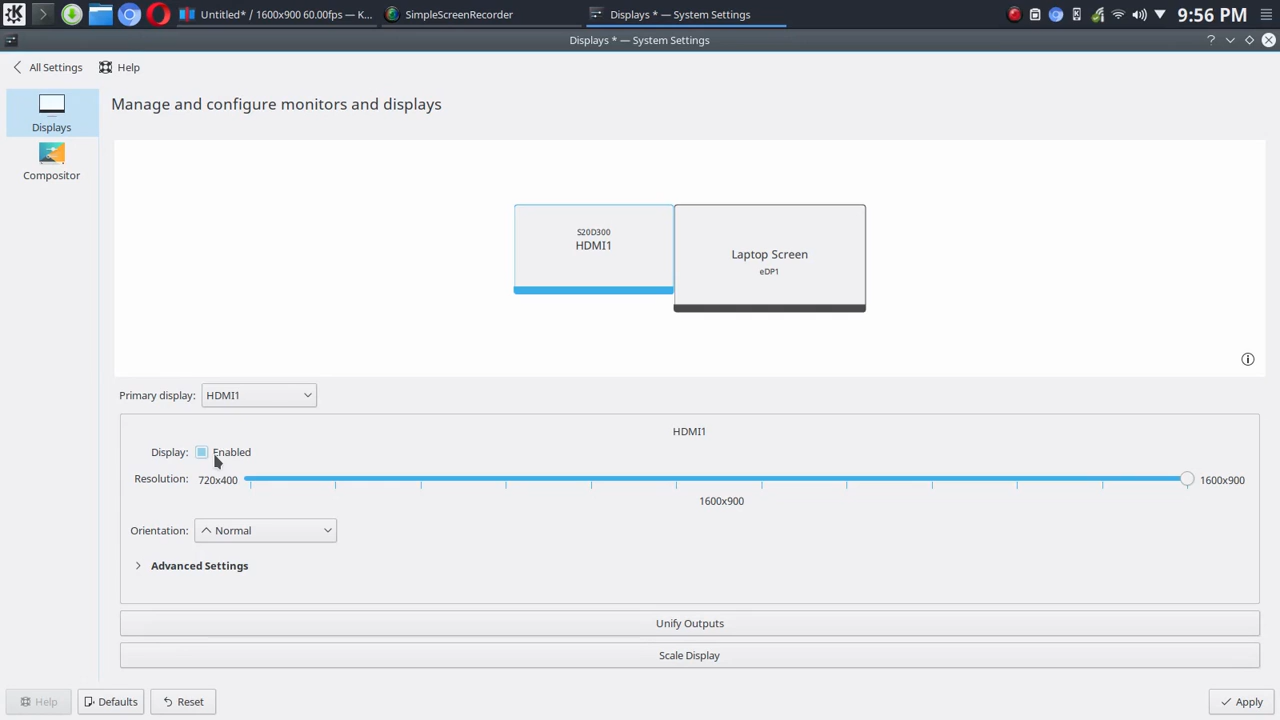 Untitled* / 1600x900 60.00fps — K...
SimpleScreenRecorder
Displays * — System Settings
9:56 PM
Displays * — System Settings
All Settings
Help
Displays
Compositor
Manage and configure monitors and displays
S20D300
HDMI1
Laptop Screen
eDP1
Primary display:
HDMI1
HDMI1
Display:
Enabled
Resolution:
720x400
1600x900
1600x900
Orientation:
Normal
Advanced Settings
Unify Outputs
Scale Display
Help
Defaults
Reset
Apply